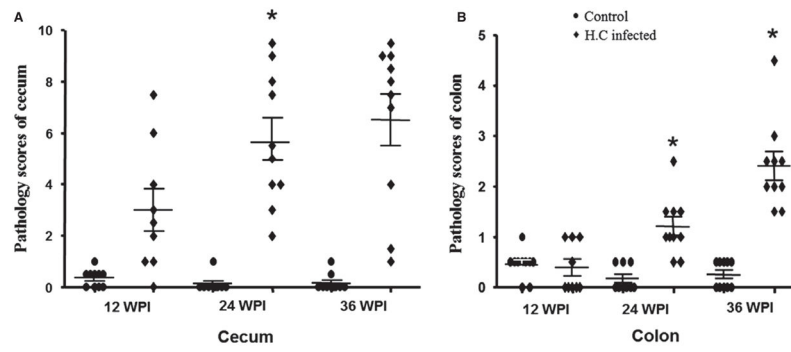 A
Pathology scores of cecum
10
8
6
4
2
0
*
12 WPI 24 WPI 36 WPI
Cecum
B
Control
H.C infected
Pathology scores of colon
5
4
3
2
1
0
*
*
12 WPI 24 WPI 36 WPI
Colon